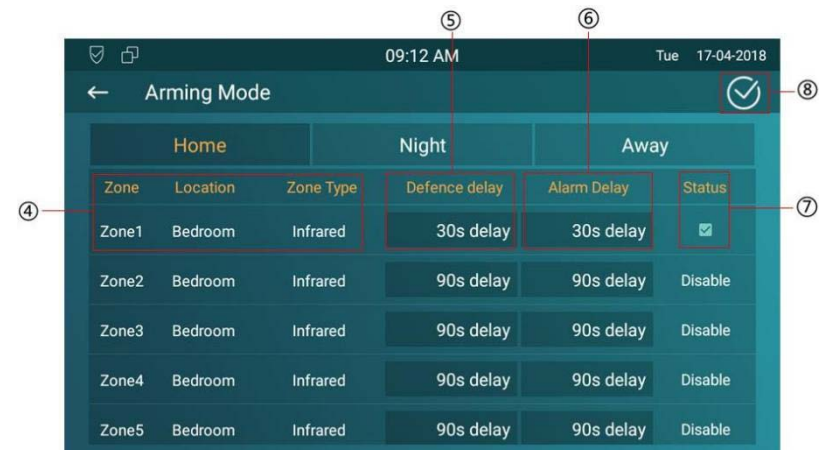 ⑤ ⑥
09:12 AM Tue 17-04-2018
← Arming Mode ⑧
Home Night Away
Zone Location Zone Type Defence delay Alarm Delay Status
④ ⑦
Zone1 Bedroom Infrared 30s delay 30s delay
Zone2 Bedroom Infrared 90s delay 90s delay Disable
Zone3 Bedroom Infrared 90s delay 90s delay Disable
Zone4 Bedroom Infrared 90s delay 90s delay Disable
Zone5 Bedroom Infrared 90s delay 90s delay Disable